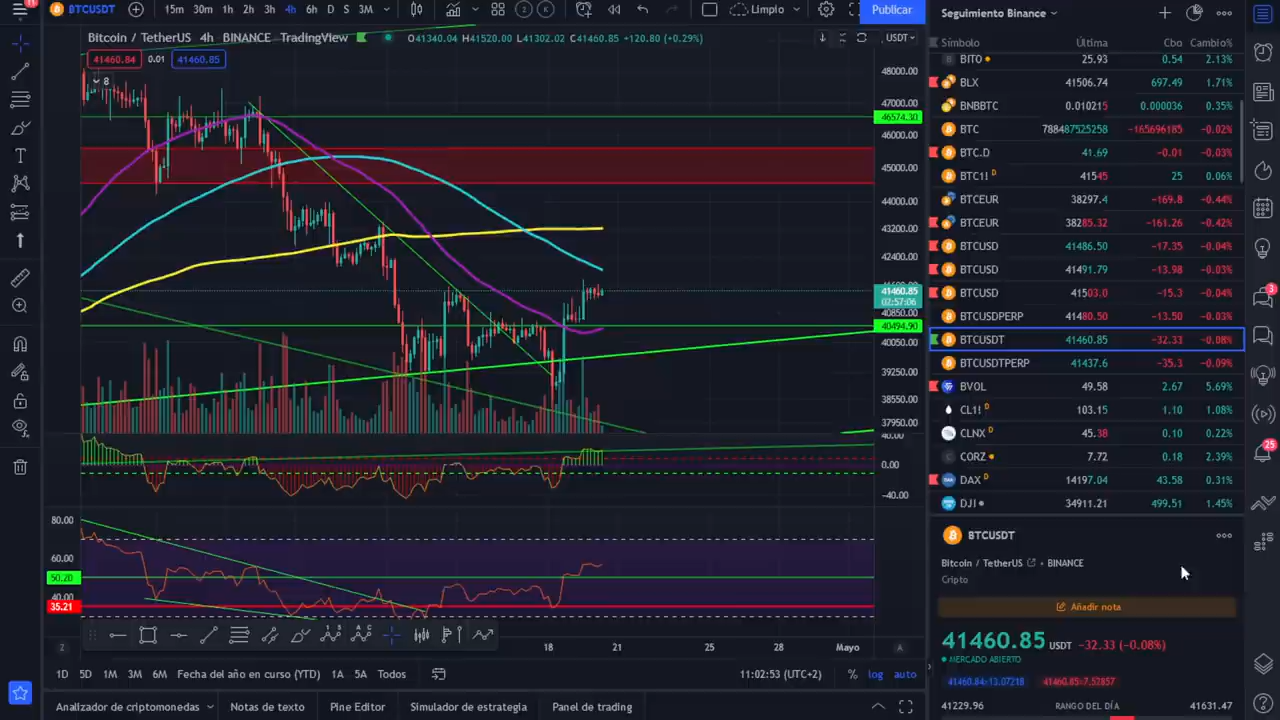 11 BTCUSDT 15m 30m 1h 2h 3h 4h 6h D S 3M 2 K Limpio Publicar
Bitcoin / TetherUS 4h BINANCE TradingView O41340.04 H41520.00 L41302.02 C41460.85 +120.80 (+0.29%) USDT
41460.84 0.01 41460.85
8
48000.00
47000.00
46574.30
46000.00
45000.00
44000.00
43200.00
42400.00
41460.85
02:57:06
40850.00
40494.90
40050.00
39250.00
38550.00
37950.00
40.00
0.00
-40.00
80.00
60.00
50.20
40.00
35.21
Z 18 21 25 28 Mayo A
1D 5D 1M 3M 6M Fecha del año en curso (YTD) 1A 5A Todos 11:02:53 (UTC+2) % log auto
Analizador de criptomonedas Notas de texto Pine Editor Simulador de estrategia Panel de trading
Seguimiento Binance
Símbolo Última Cbo Cambio%
BITO 25.93 0.54 2.13%
BLX 41506.74 697.49 1.71%
BNBBTC 0.010215 0.000036 0.35%
BTC 788487525258 -165696185 -0.02%
BTC.D 41.69 -0.01 -0.03%
BTC1! D 41545 25 0.06%
BTCEUR 38297.4 -169.8 -0.44%
BTCEUR 38285.32 -161.26 -0.42%
BTCUSD 41486.50 -17.35 -0.04%
BTCUSD 41491.79 -13.98 -0.03%
BTCUSD 41503.0 -15.3 -0.04%
BTCUSDPERP 41480.50 -13.50 -0.03%
BTCUSDT 41460.85 -32.33 -0.08%
BTCUSDTPERP 41437.6 -35.3 -0.09%
BVOL 49.58 2.67 5.69%
CL1! D 103.15 1.10 1.08%
CLNX D 45.38 0.10 0.22%
CORZ 7.72 0.18 2.39%
DAX D 14197.04 43.58 0.31%
DJI 34911.21 499.51 1.45%
BTCUSDT
Bitcoin / TetherUS • BINANCE
Cripto
Añadir nota
41460.85 USDT -32.33 (-0.08%)
MERCADO ABIERTO
41460.84×13.07218 41460.85×7.52857
41229.96 RANGO DEL DÍA 41631.47
3
25